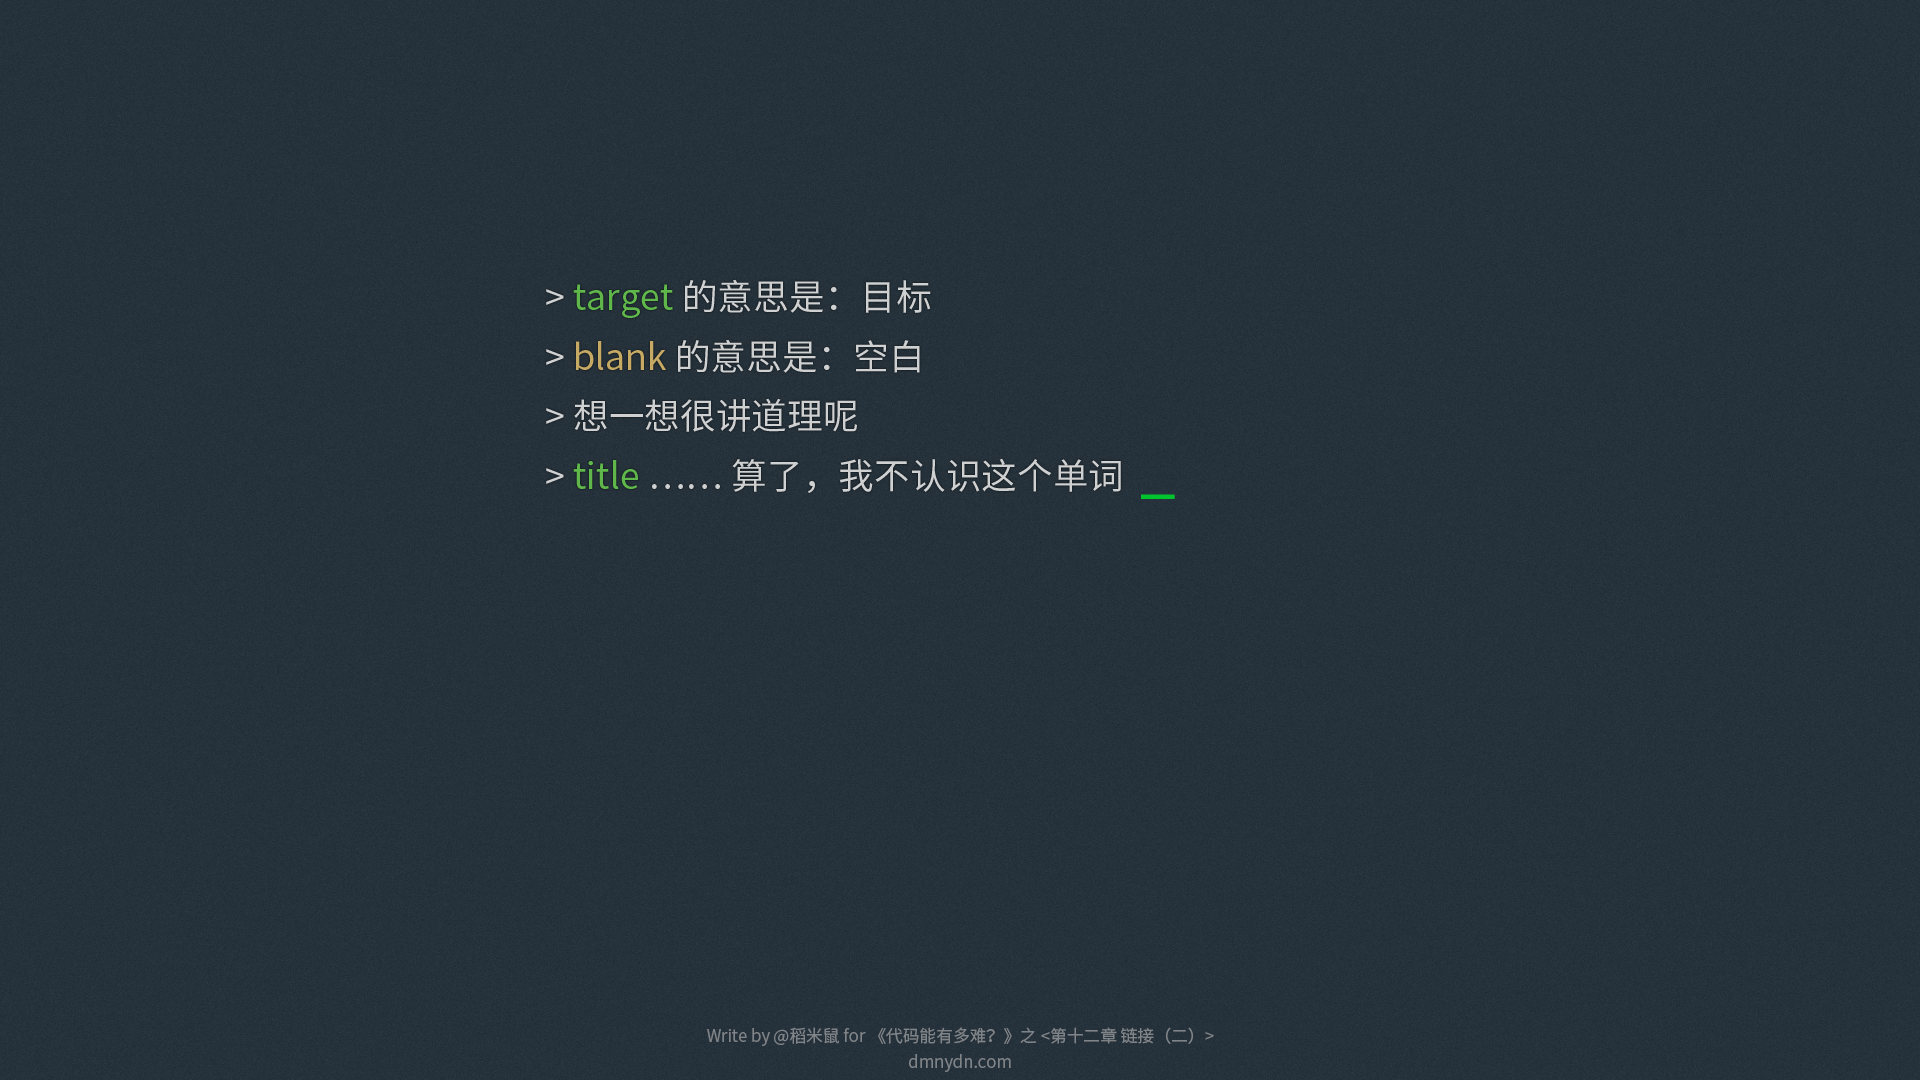 > target 的意思是：目标
> blank 的意思是：空白
> 想一想很讲道理呢
> title …… 算了，我不认识这个单词 _
Write by @稻米鼠 for 《代码能有多难？》之 <第十二章 链接（二）>
dmnydn.com